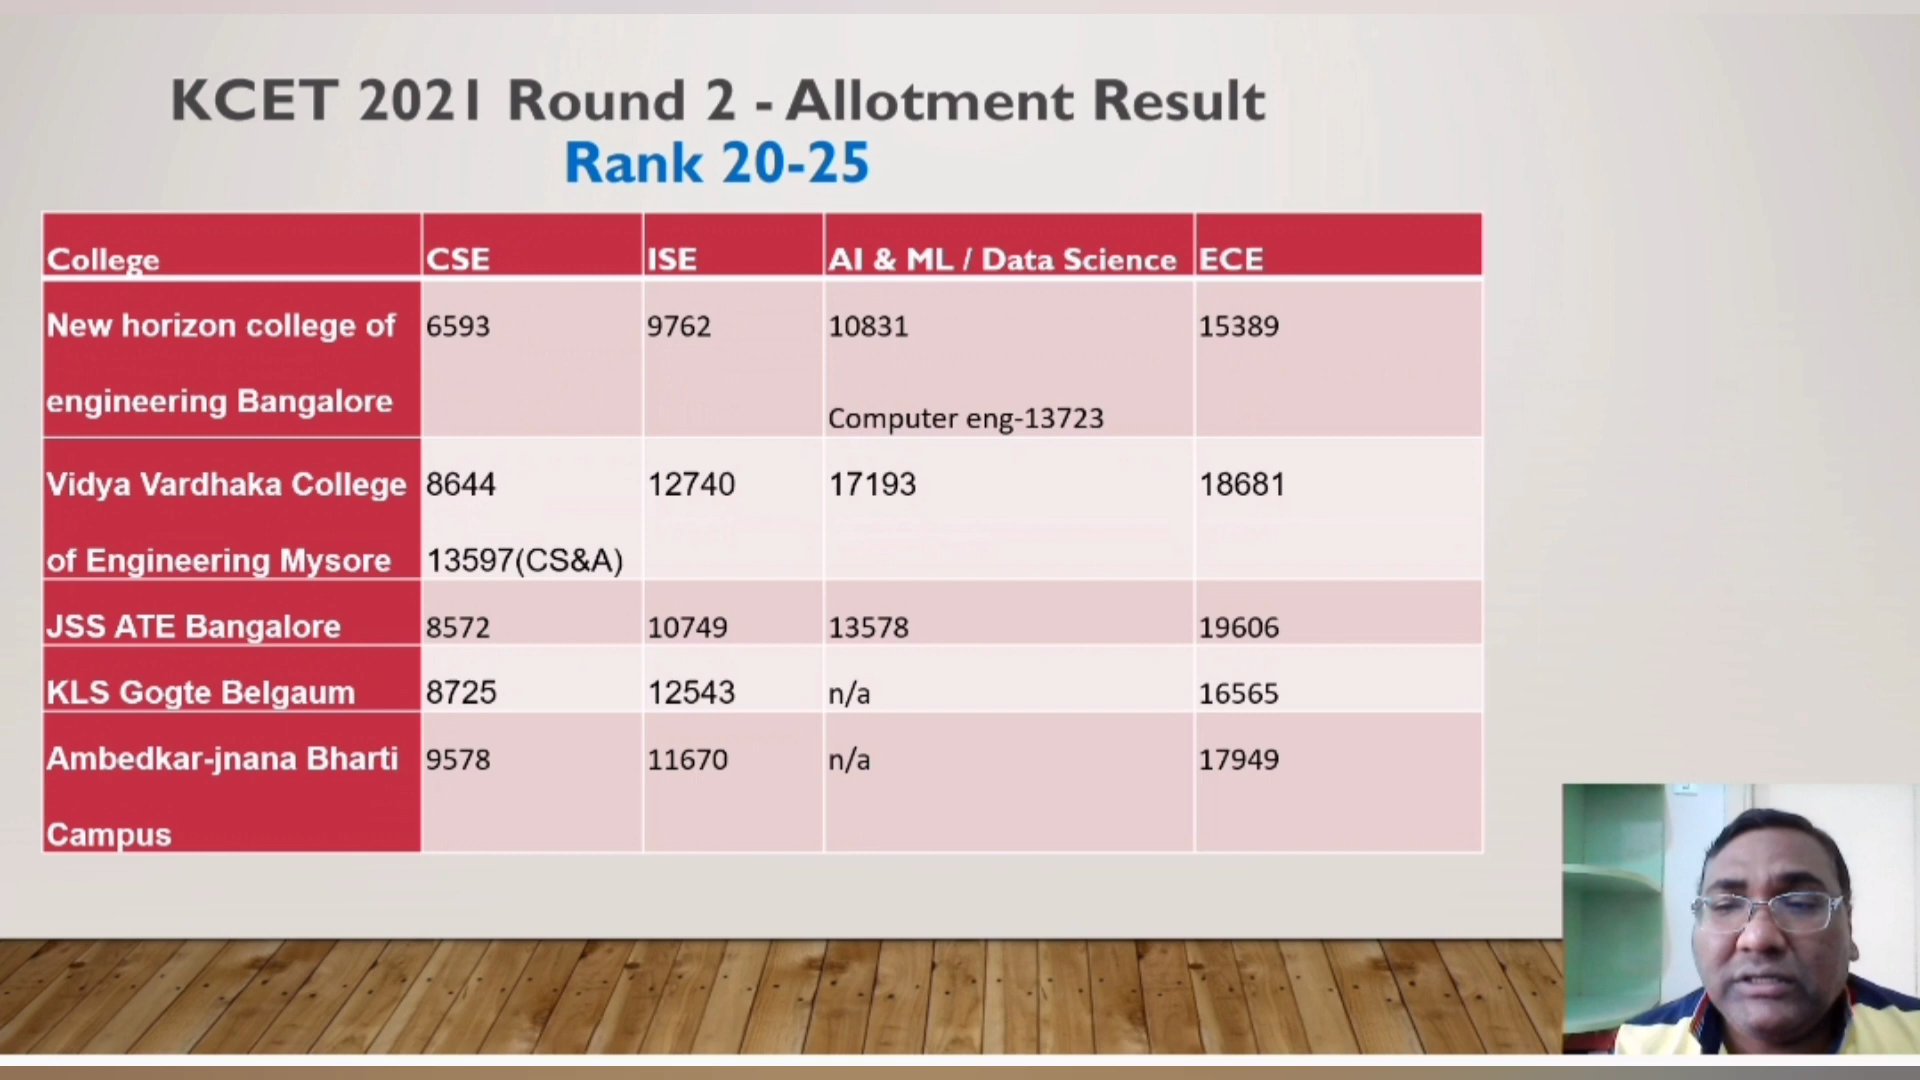 KCET 2021 Round 2 - Allotment Result
Rank 20-25
College CSE ISE AI & ML / Data Science ECE
New horizon college of 6593 9762 10831 15389
engineering Bangalore Computer eng-13723
Vidya Vardhaka College 8644 12740 17193 18681
of Engineering Mysore 13597(CS&A)
JSS ATE Bangalore 8572 10749 13578 19606
KLS Gogte Belgaum 8725 12543 n/a 16565
Ambedkar-jnana Bharti 9578 11670 n/a 17949
Campus